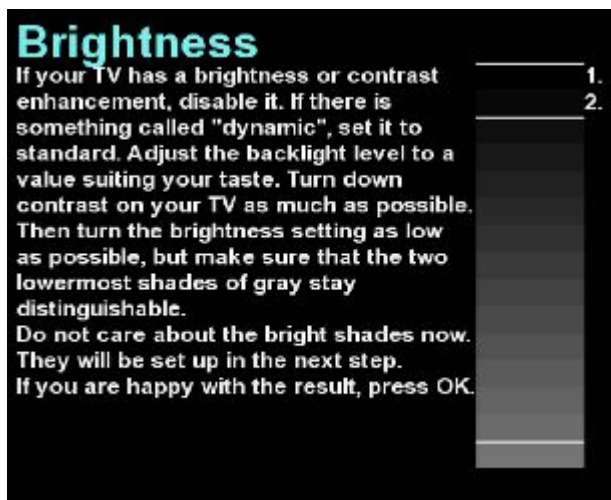 Brightness
If your TV has a brightness or contrast
enhancement, disable it. If there is
something called "dynamic", set it to
standard. Adjust the backlight level to a
value suiting your taste. Turn down
contrast on your TV as much as possible.
Then turn the brightness setting as low
as possible, but make sure that the two
lowermost shades of gray stay
distinguishable.
Do not care about the bright shades now.
They will be set up in the next step.
If you are happy with the result, press OK.
1.
2.